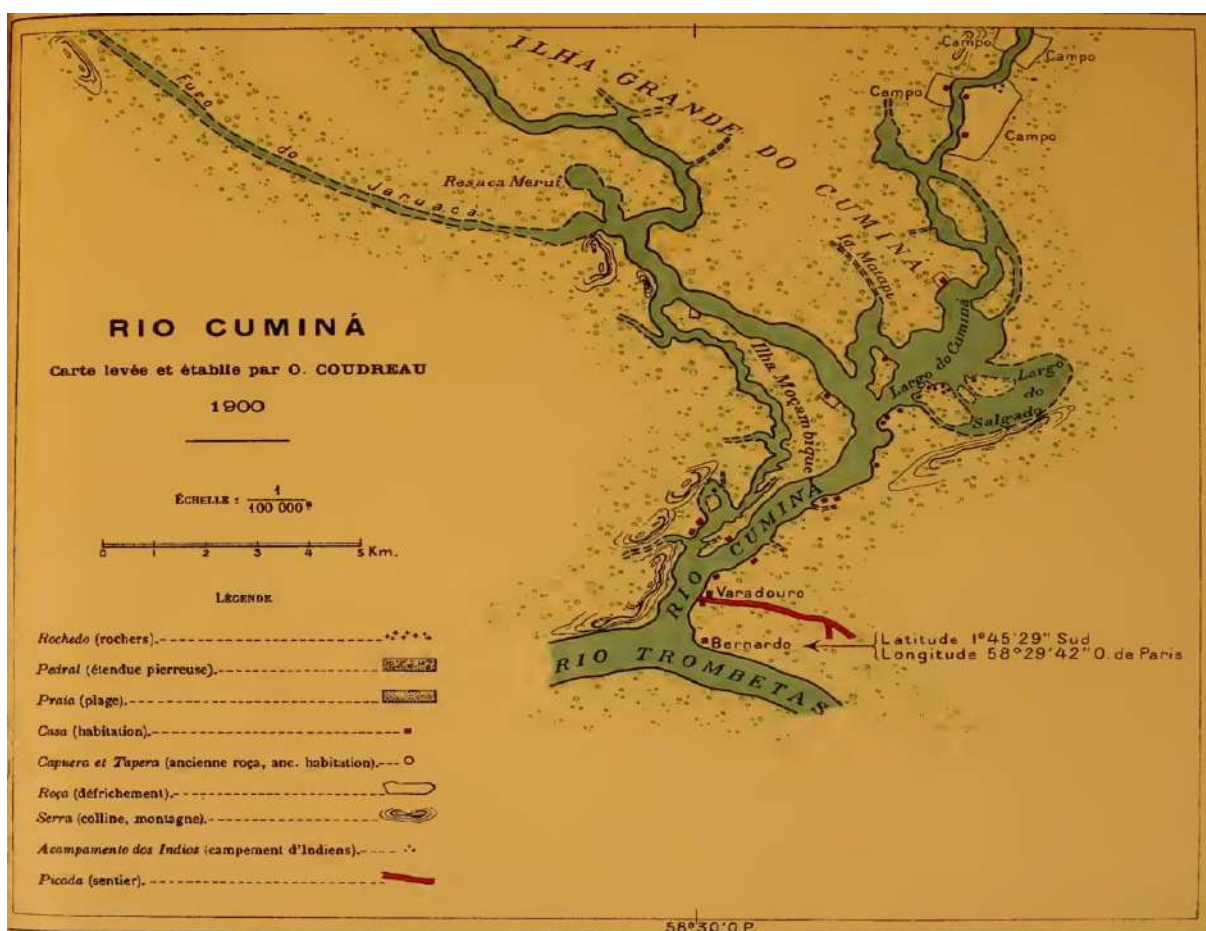 ILHA GRANDE DO CUMINÁ
Campo
Campo
Campo
Campo
Furo do Jaruacá
Resaca Merui
Ig. Matapi
Ilha Moçambique
Largo do Cuminá
Largo do Salgado
RIO CUMINÁ
Carte levée et établie par O. COUDREAU
1900
ÉCHELLE : 1/100 000e
0 1 2 3 4 5 Km.
RIO CUMINÁ
Varadouro
Bernardo
Latitude 1°45'29" Sud
Longitude 58°29'42" O. de Paris
RIO TROMBETAS
LÉGENDE
Rochedo (rochers).
Pedral (étendue pierreuse).
Praia (plage).
Casa (habitation).
Capuera et Tapera (ancienne roça, anc. habitation).
Roça (défrichement).
Serra (colline, montagne).
Acampamento dos Indios (campement d'Indiens).
Picada (sentier).
58°30'O.P.